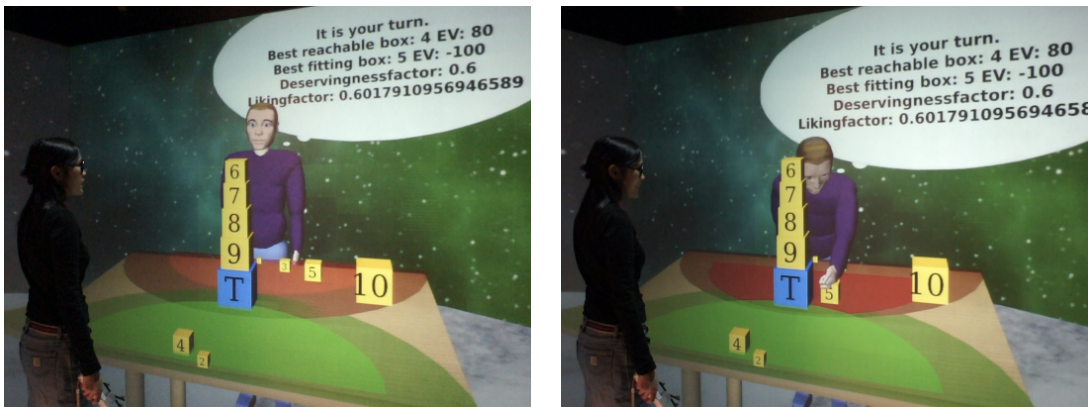 It is your turn.
Best reachable box: 4 EV: 80
Best fitting box: 5 EV: -100
Deservingnessfactor: 0.6
Likingfactor: 0.6017910956946589
6
7
8
9
T
3
5
10
4
2
It is your turn.
Best reachable box: 4 EV: 80
Best fitting box: 5 EV: -100
Deservingnessfactor: 0.6
Likingfactor: 0.601791095694658
6
7
8
9
T
5
10
4
2